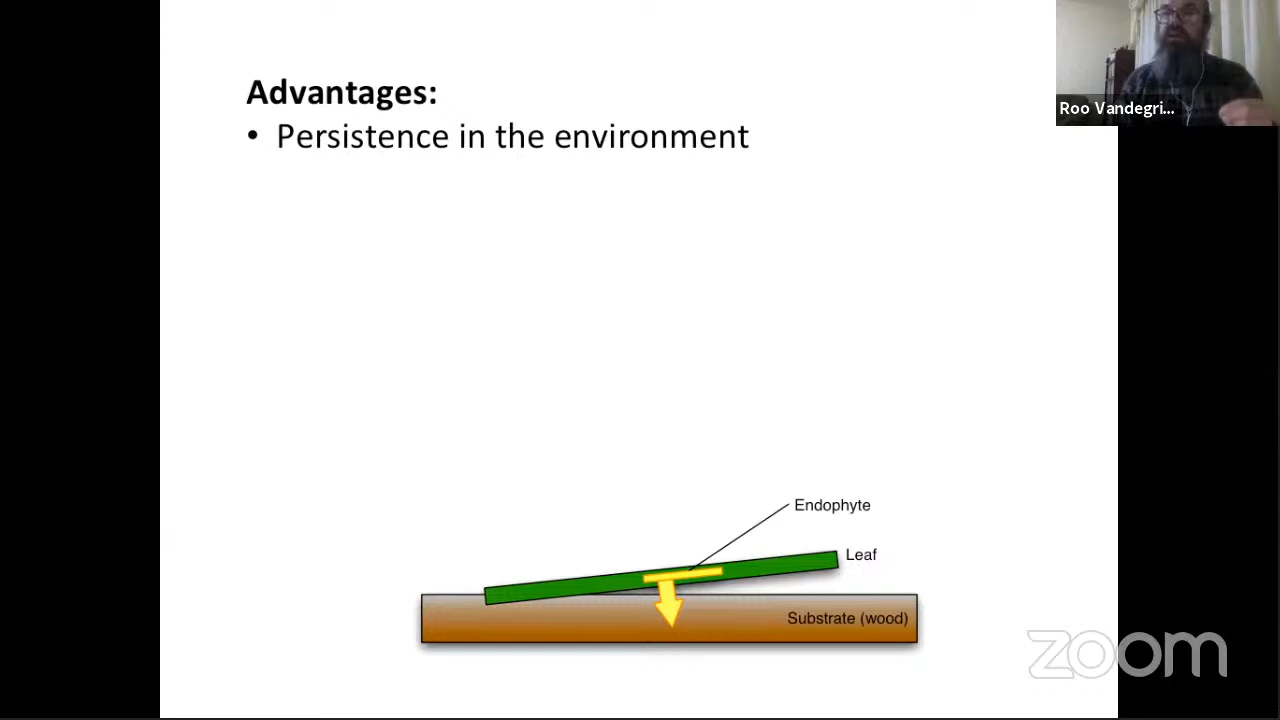 Advantages:
• Persistence in the environment
Roo Vandegri...
Endophyte
Leaf
Substrate (wood)
zoom